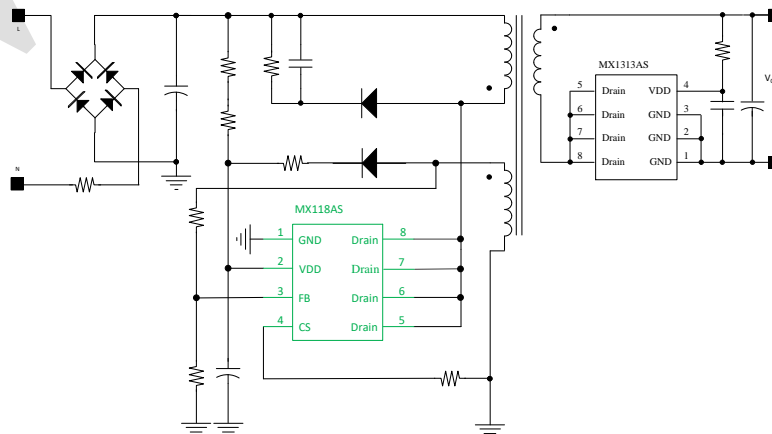 L
N
MX118AS
1 GND Drain 8
2 VDD Drain 7
3 FB Drain 6
4 CS Drain 5
MX1313AS
5 Drain VDD 4
6 Drain GND 3
7 Drain GND 2
8 Drain GND 1